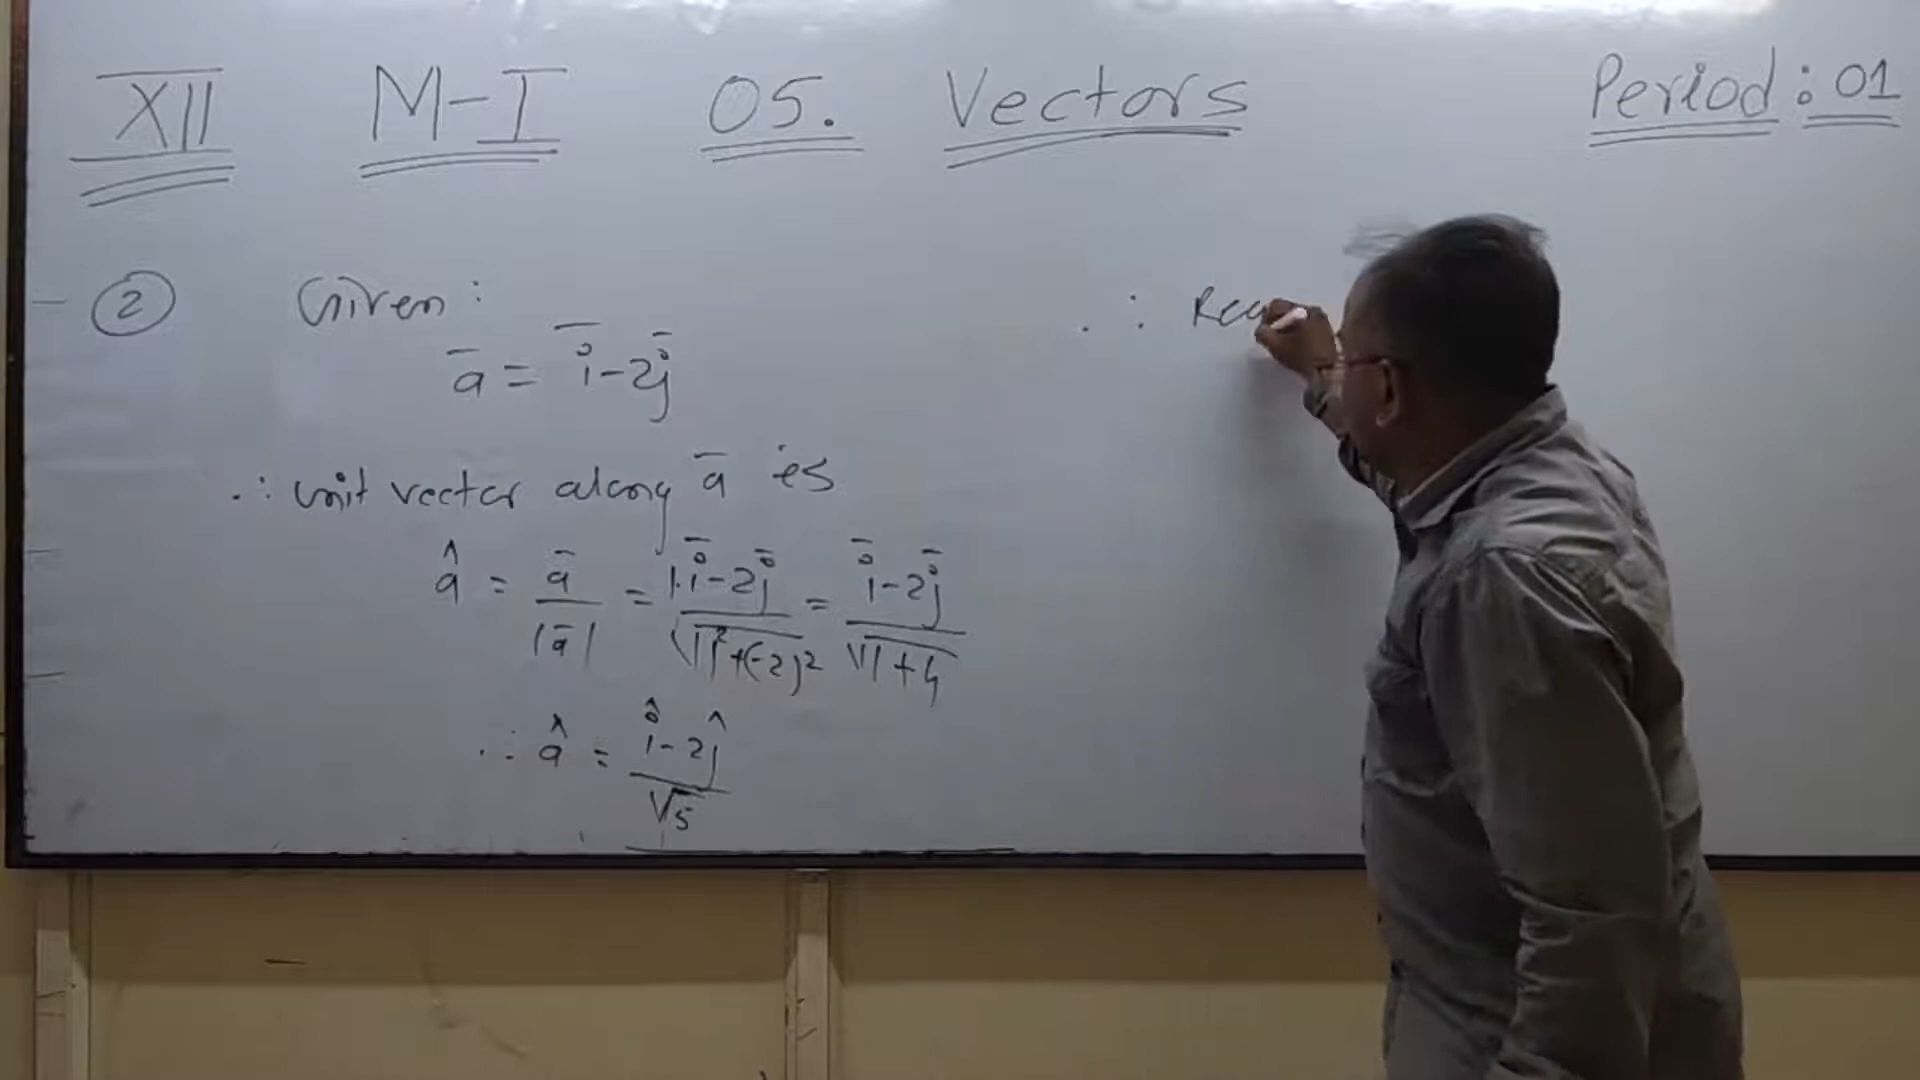 XII M-I 05. Vectors Period: 01
② Given:
a̅ = i̅ - 2j̅
∴ unit vector along a̅ is
â = a̅/|a̅| = (1.i̅ - 2j̅)/√(1² + (-2)²) = (i̅ - 2j̅)/√(1+4)
∴ â = (î - 2ĵ)/√5
∴